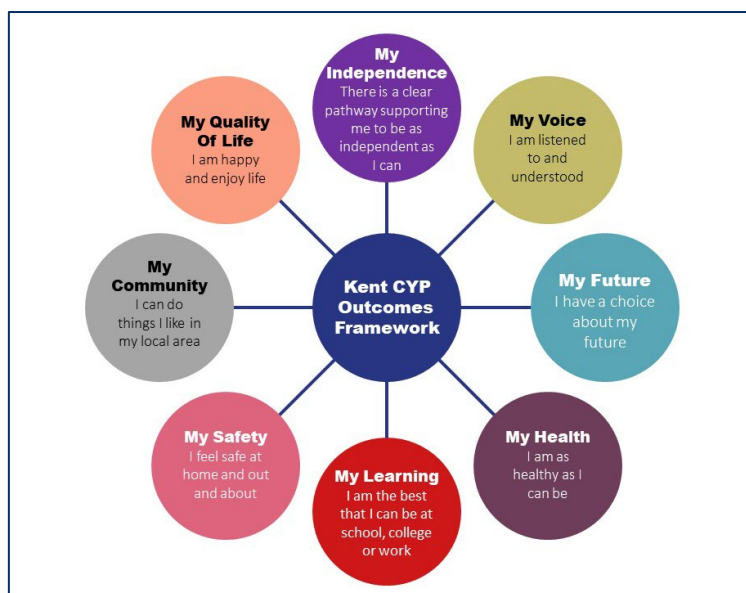 My
Independence
There is a clear
pathway supporting
me to be as
independent as
I can
My Voice
I am listened
to and
understood
My Future
I have a choice
about my
future
My Health
I am as
healthy as I
can be
My Learning
I am the best
that I can be at
school, college
or work
My Safety
I feel safe at
home and out
and about
My
Community
I can do
things I like in
my local area
My Quality
Of Life
I am happy
and enjoy life
Kent CYP
Outcomes
Framework